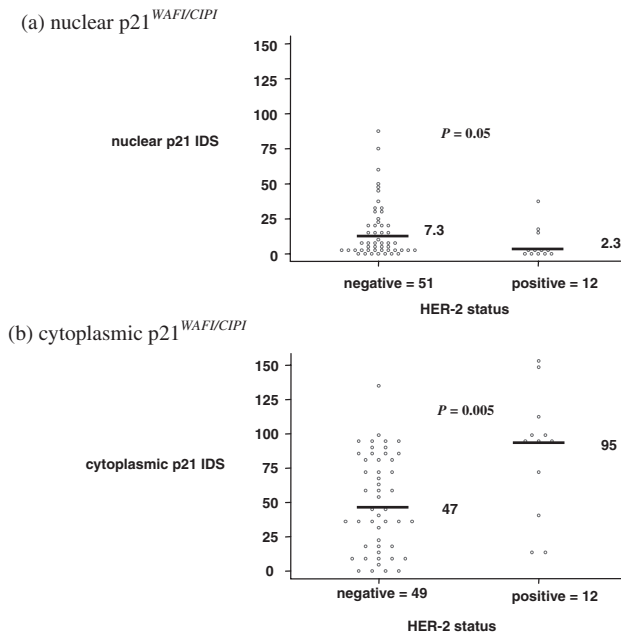 (a) nuclear p21WAFI/CIPI
150
125
100
nuclear p21 IDS
P = 0.05
75
50
25
7.3
2.3
0
negative = 51
positive = 12
HER-2 status
(b) cytoplasmic p21WAFI/CIPI
150
125
P = 0.005
100
95
cytoplasmic p21 IDS
75
50
47
25
0
negative = 49
positive = 12
HER-2 status